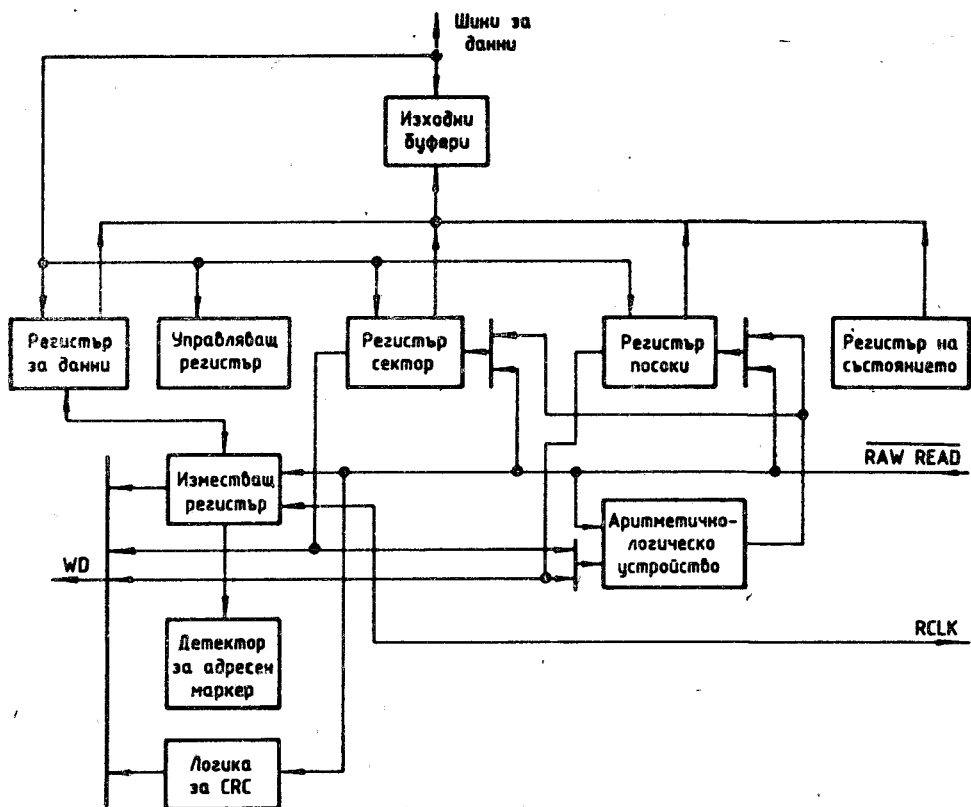 Шини за
данни
Изходни
буфери
Регистър
за данни
Управляващ
регистър
Регистър
сектор
Регистър
посоки
Регистър на
състоянието
RAW READ
Изместващ
регистър
Аритметично-
логическо
устройство
WD
RCLK
Детектор
за адресен
маркер
Логика
за CRC